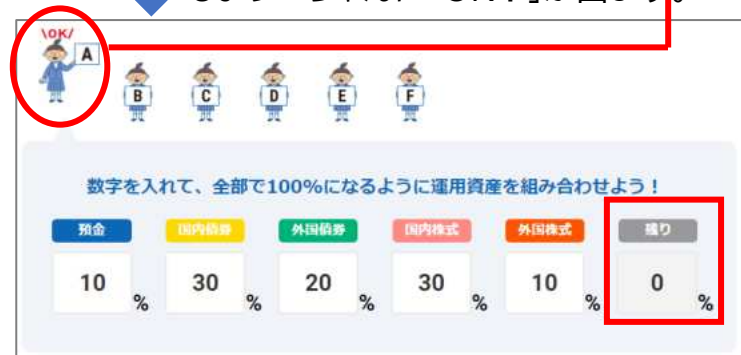 \OK/
A
B
C
D
E
F
数字を入れて、全部で100%になるように運用資産を組み合わせよう！
預金 国内債券 外国債券 国内株式 外国株式 残り
10 % 30 % 20 % 30 % 10 % 0 %